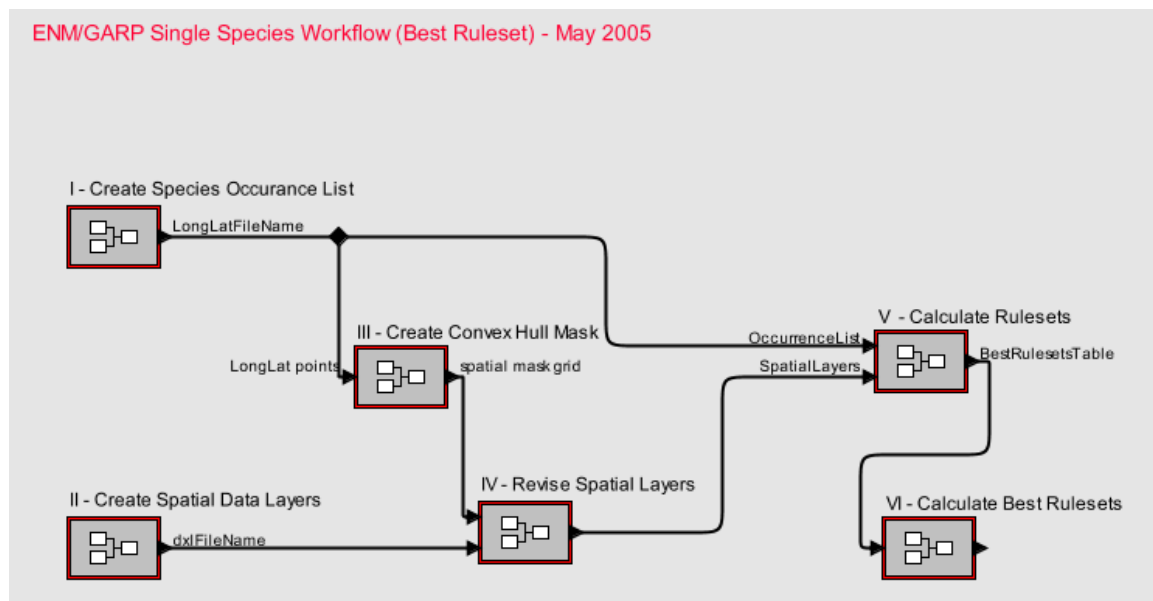 ENM/GARP Single Species Workflow (Best Ruleset) - May 2005
I - Create Species Occurance List
LongLatFileName
III - Create Convex Hull Mask
LongLat points
spatial mask grid
V - Calculate Rulesets
OccurrenceList
SpatialLayers
BestRulesetsTable
II - Create Spatial Data Layers
dxlFileName
IV - Revise Spatial Layers
VI - Calculate Best Rulesets